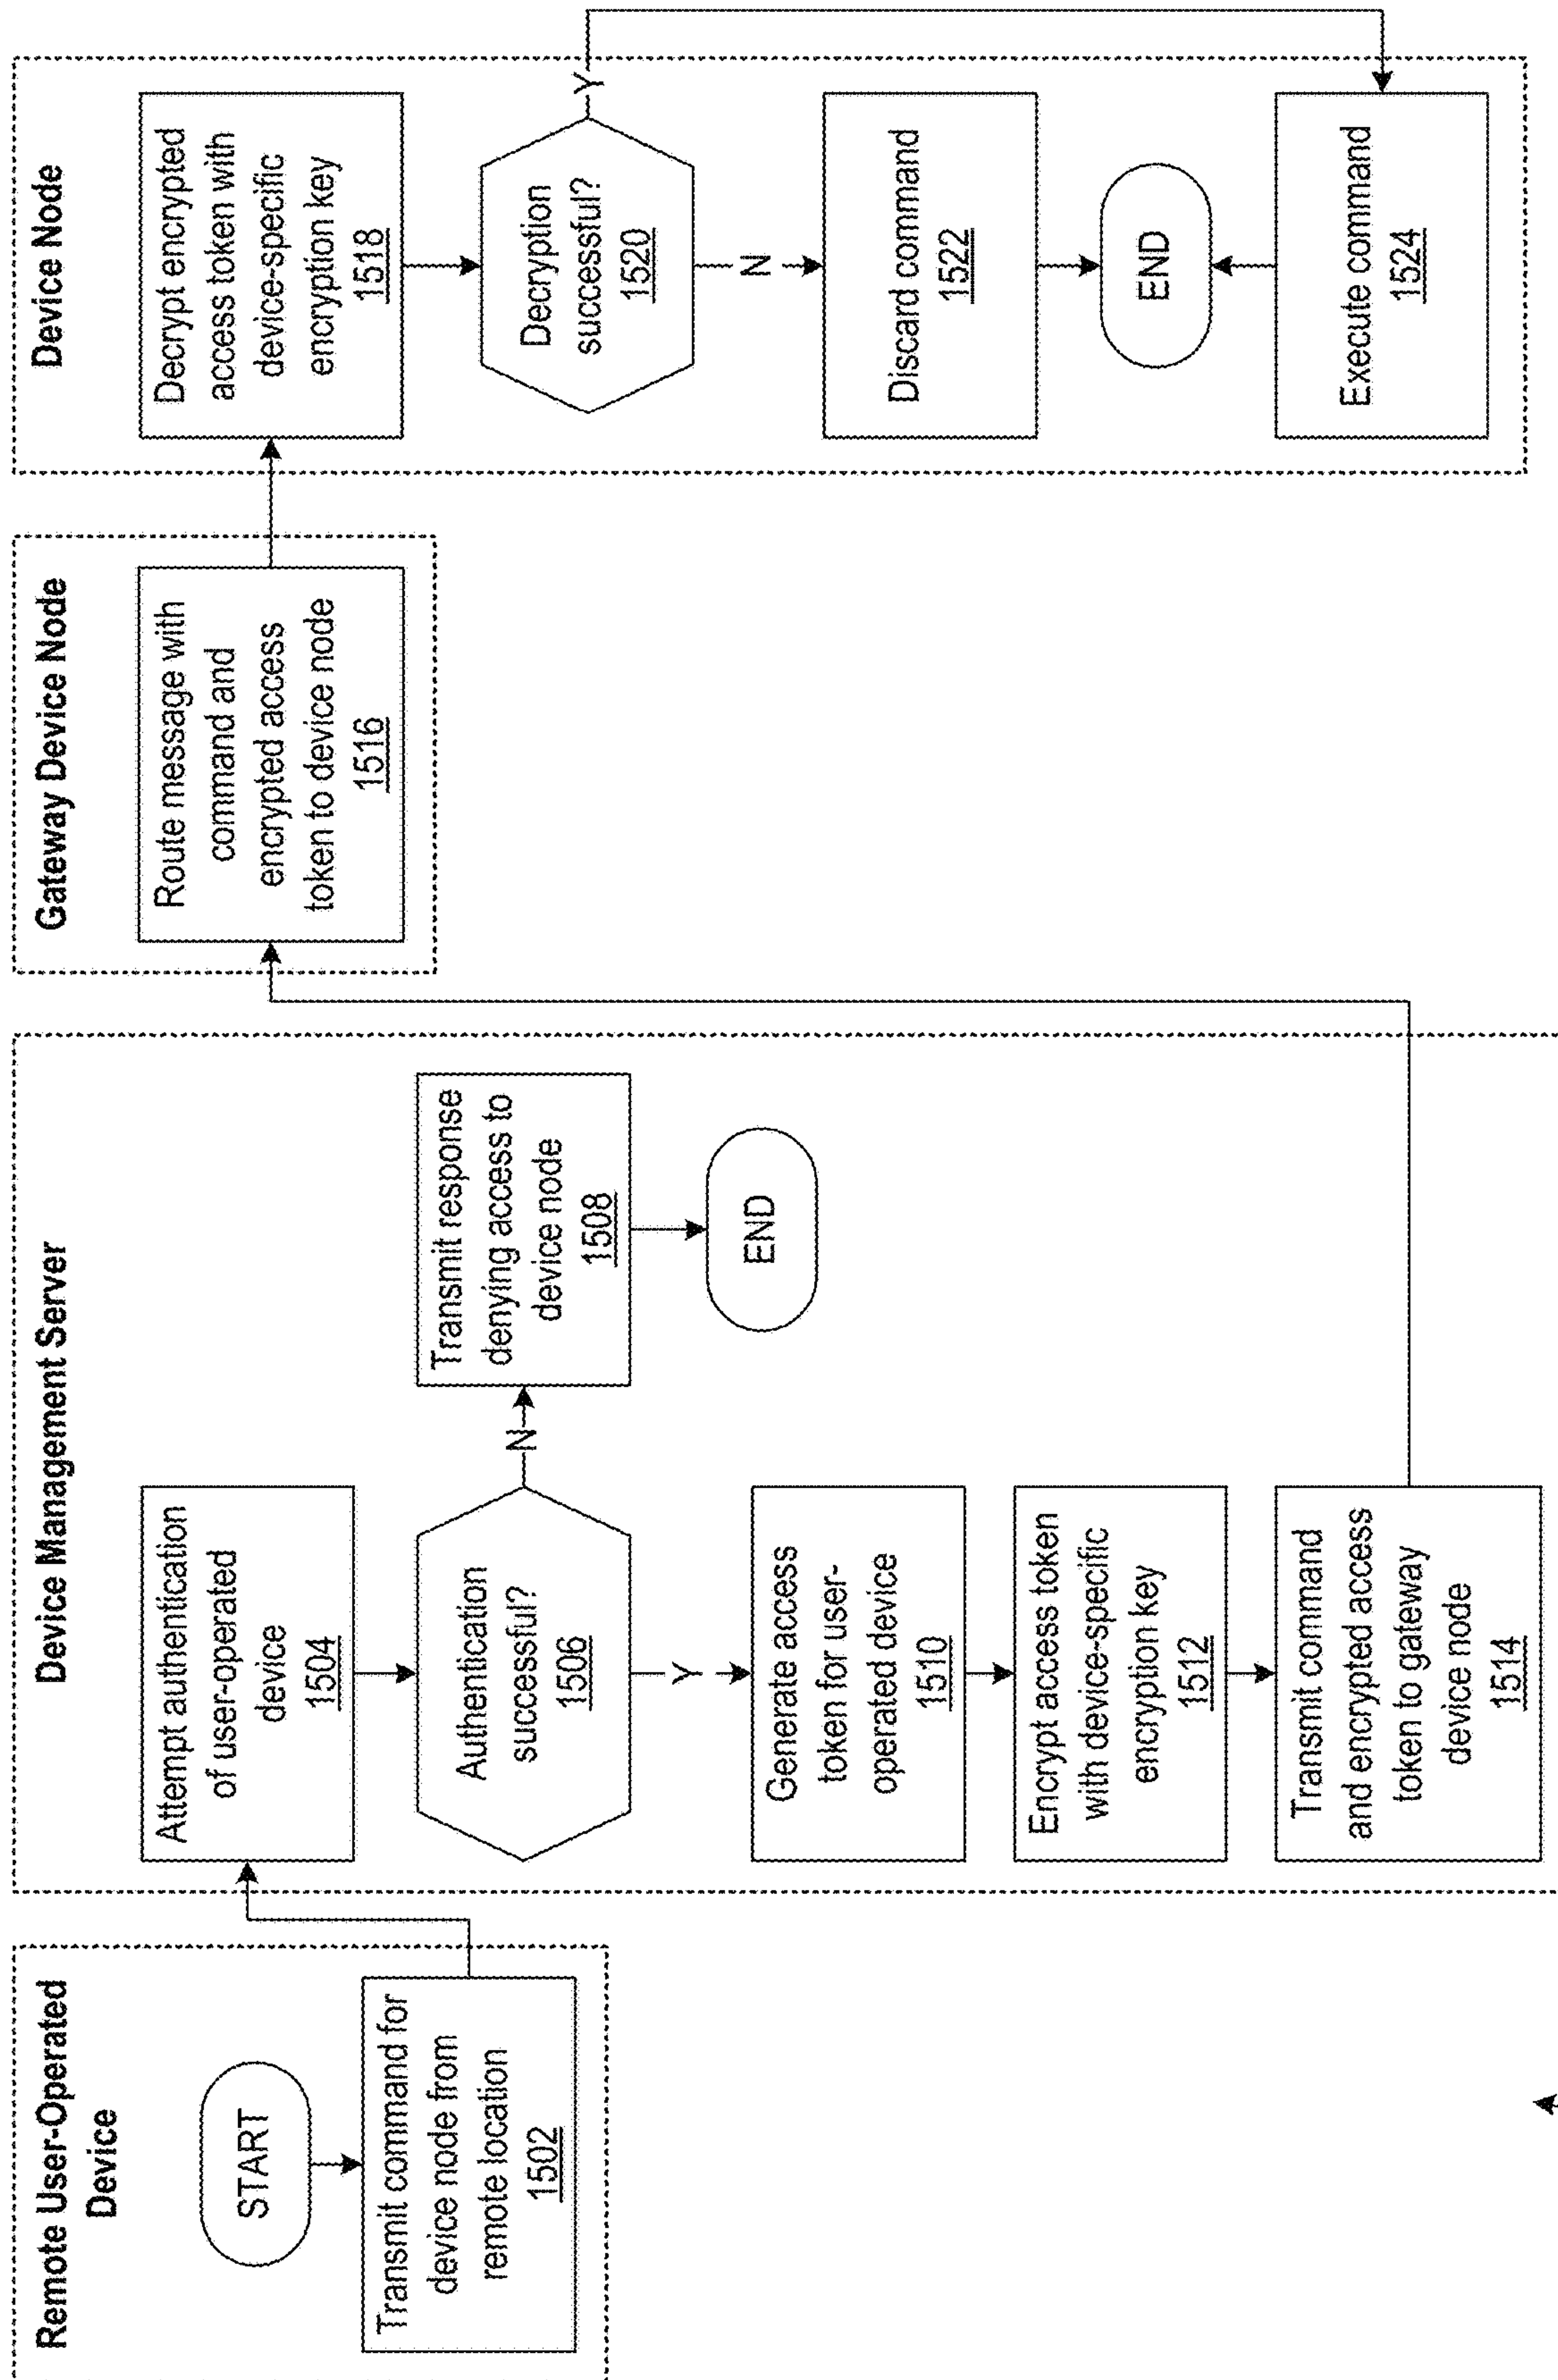 Remote User-Operated
Device
START
Transmit command for
device node from
remote location
1502
Device Management Server
Attempt authentication
of user-operated
device
1504
Authentication
successful?
1506
N
Transmit response
denying access to
device node
1508
END
Y
Generate access
token for user-
operated device
1510
Encrypt access token
with device-specific
encryption key
1512
Transmit command
and encrypted access
token to gateway
device node
1514
Gateway Device Node
Route message with
command and
encrypted access
token to device node
1516
Device Node
Decrypt encrypted
access token with
device-specific
encryption key
1518
Decryption
successful?
1520
Y
N
Discard command
1522
END
Execute command
1524